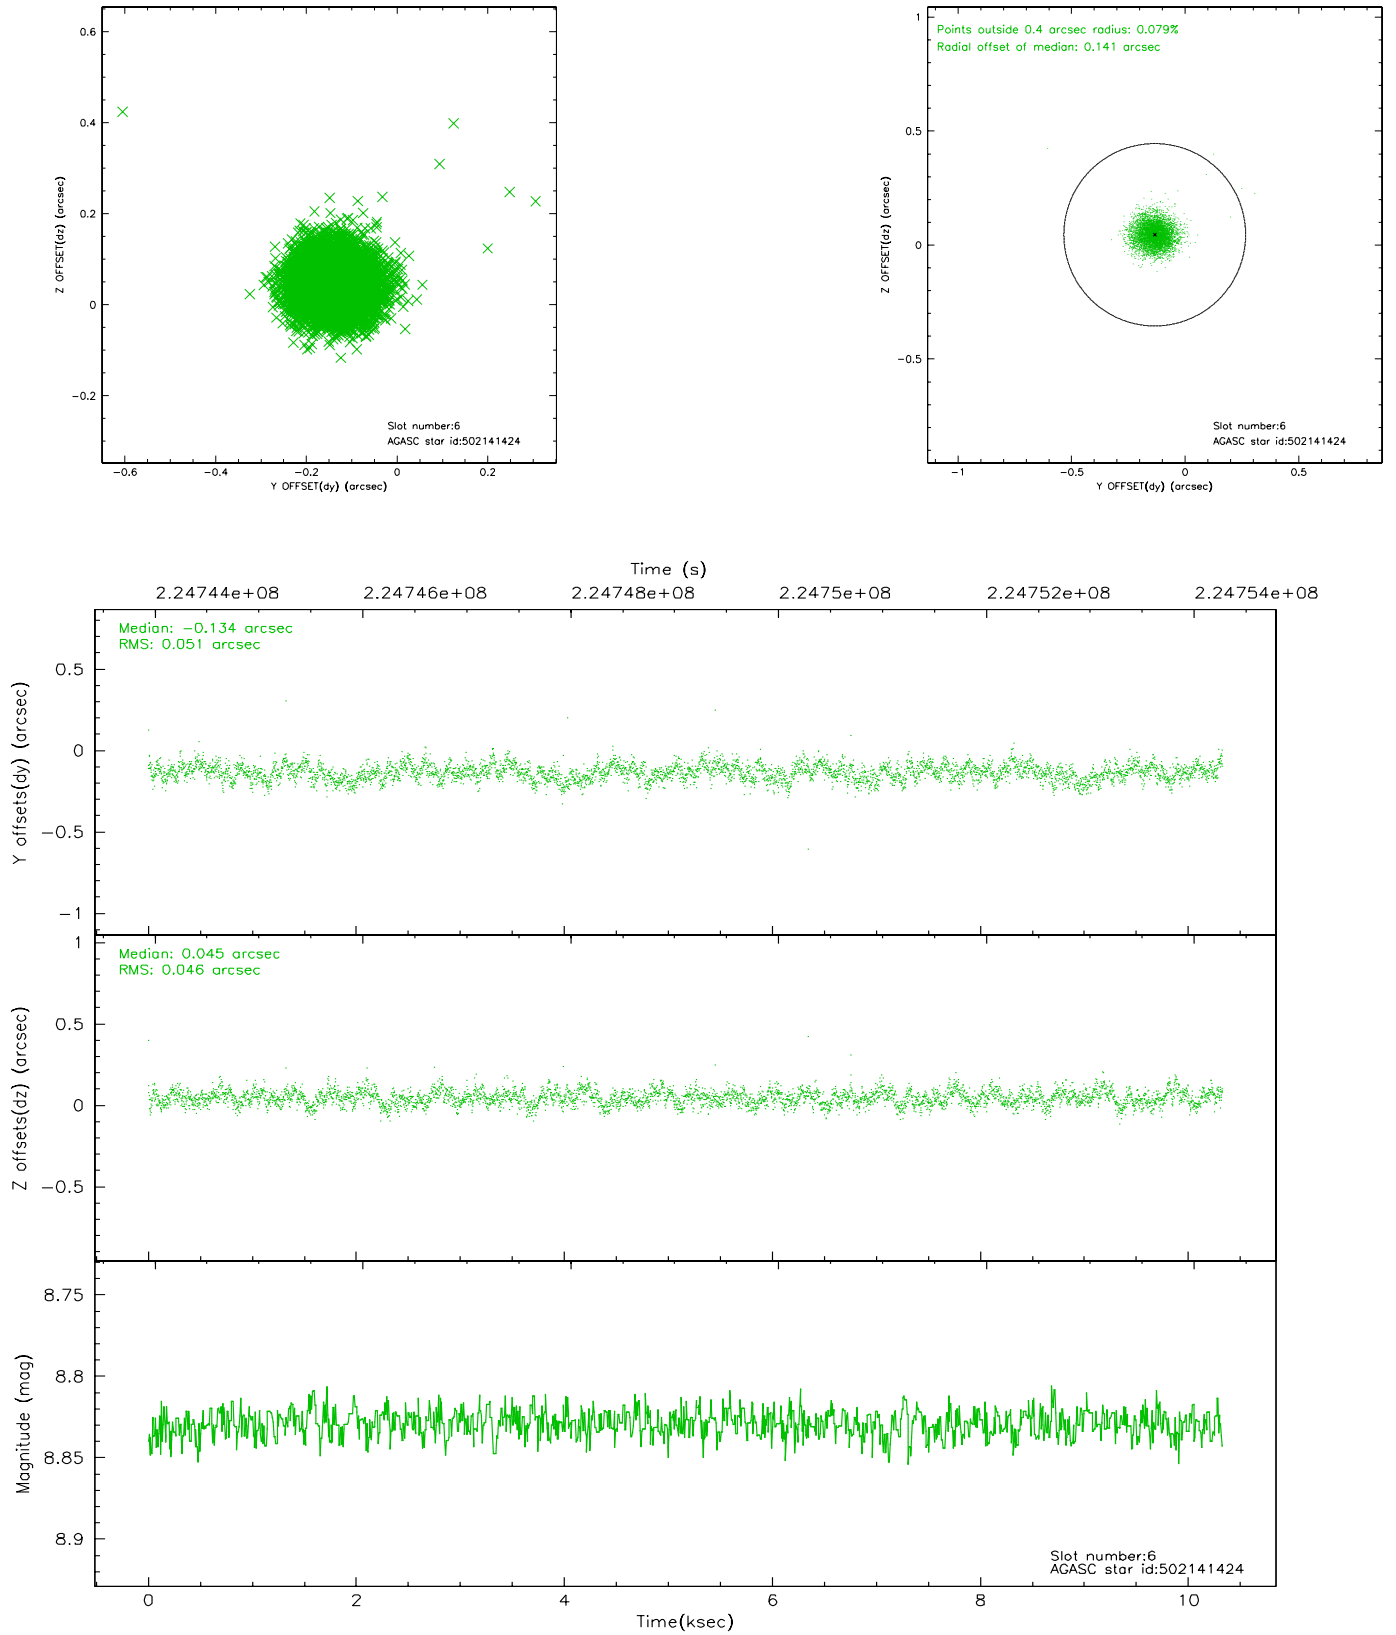 0.6
0.4
0.2
0
−0.2
Z OFFSET(dz) (arcsec)
Slot number:6
AGASC star id:502141424
−0.6 −0.4 −0.2 0 0.2
Y OFFSET(dy) (arcsec)
Points outside 0.4 arcsec radius: 0.079%
Radial offset of median: 0.141 arcsec
1
0.5
0
−0.5
Z OFFSET(dz) (arcsec)
Slot number:6
AGASC star id:502141424
−1 −0.5 0 0.5
Y OFFSET(dy) (arcsec)
Time (s)
2.24744e+08 2.24746e+08 2.24748e+08 2.2475e+08 2.24752e+08 2.24754e+08
Median: −0.134 arcsec
RMS: 0.051 arcsec
0.5
0
−0.5
−1
Y offsets(dy) (arcsec)
Median: 0.045 arcsec
RMS: 0.046 arcsec
1
0.5
0
−0.5
Z offsets(dz) (arcsec)
8.75
8.8
8.85
8.9
Magnitude (mag)
Slot number:6
AGASC star id:502141424
0 2 4 6 8 10
Time(ksec)